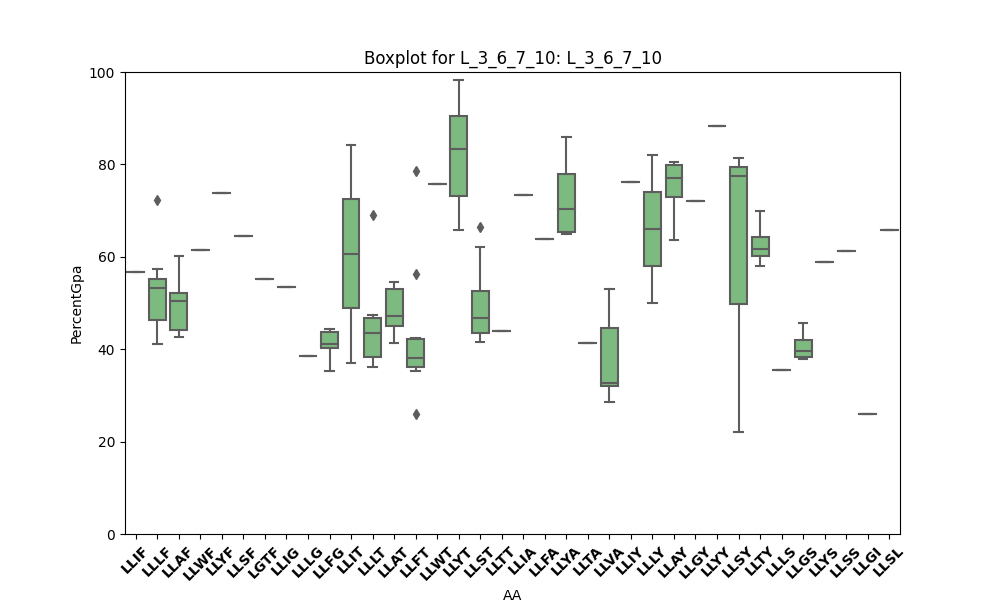 Boxplot for L_3_6_7_10: L_3_6_7_10
100
80
60
40
20
0
PercentGpa
LLIF LLLF LLAF LLWF LLYF LLSF LGTF LLIG LLLG LLFG LLIT LLLT LLAT LLFT LLWT LLYT LLST LLTT LLIA LLFA LLYA LLTA LLVA LLIY LLLY LLAY LLGY LLYY LLSY LLTY LLLS LLGS LLYS LLSS LLGI LLSL
AA